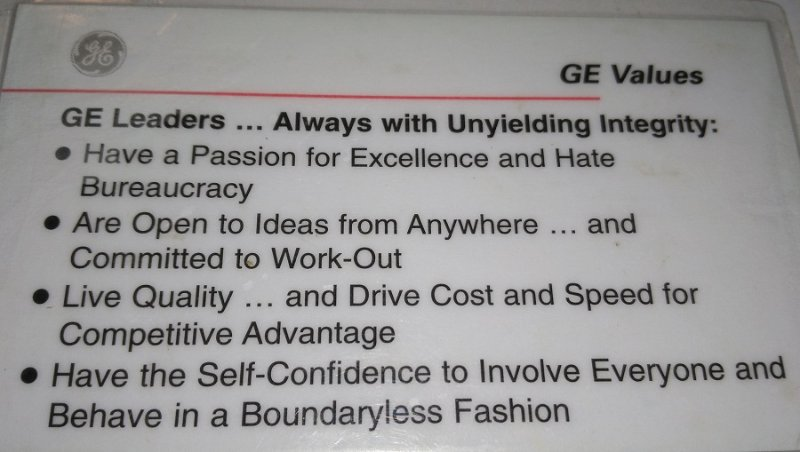 GE
GE Values
GE Leaders ... Always with Unyielding Integrity:
• Have a Passion for Excellence and Hate
Bureaucracy
• Are Open to Ideas from Anywhere ... and
Committed to Work-Out
• Live Quality ... and Drive Cost and Speed for
Competitive Advantage
• Have the Self-Confidence to Involve Everyone and
Behave in a Boundaryless Fashion